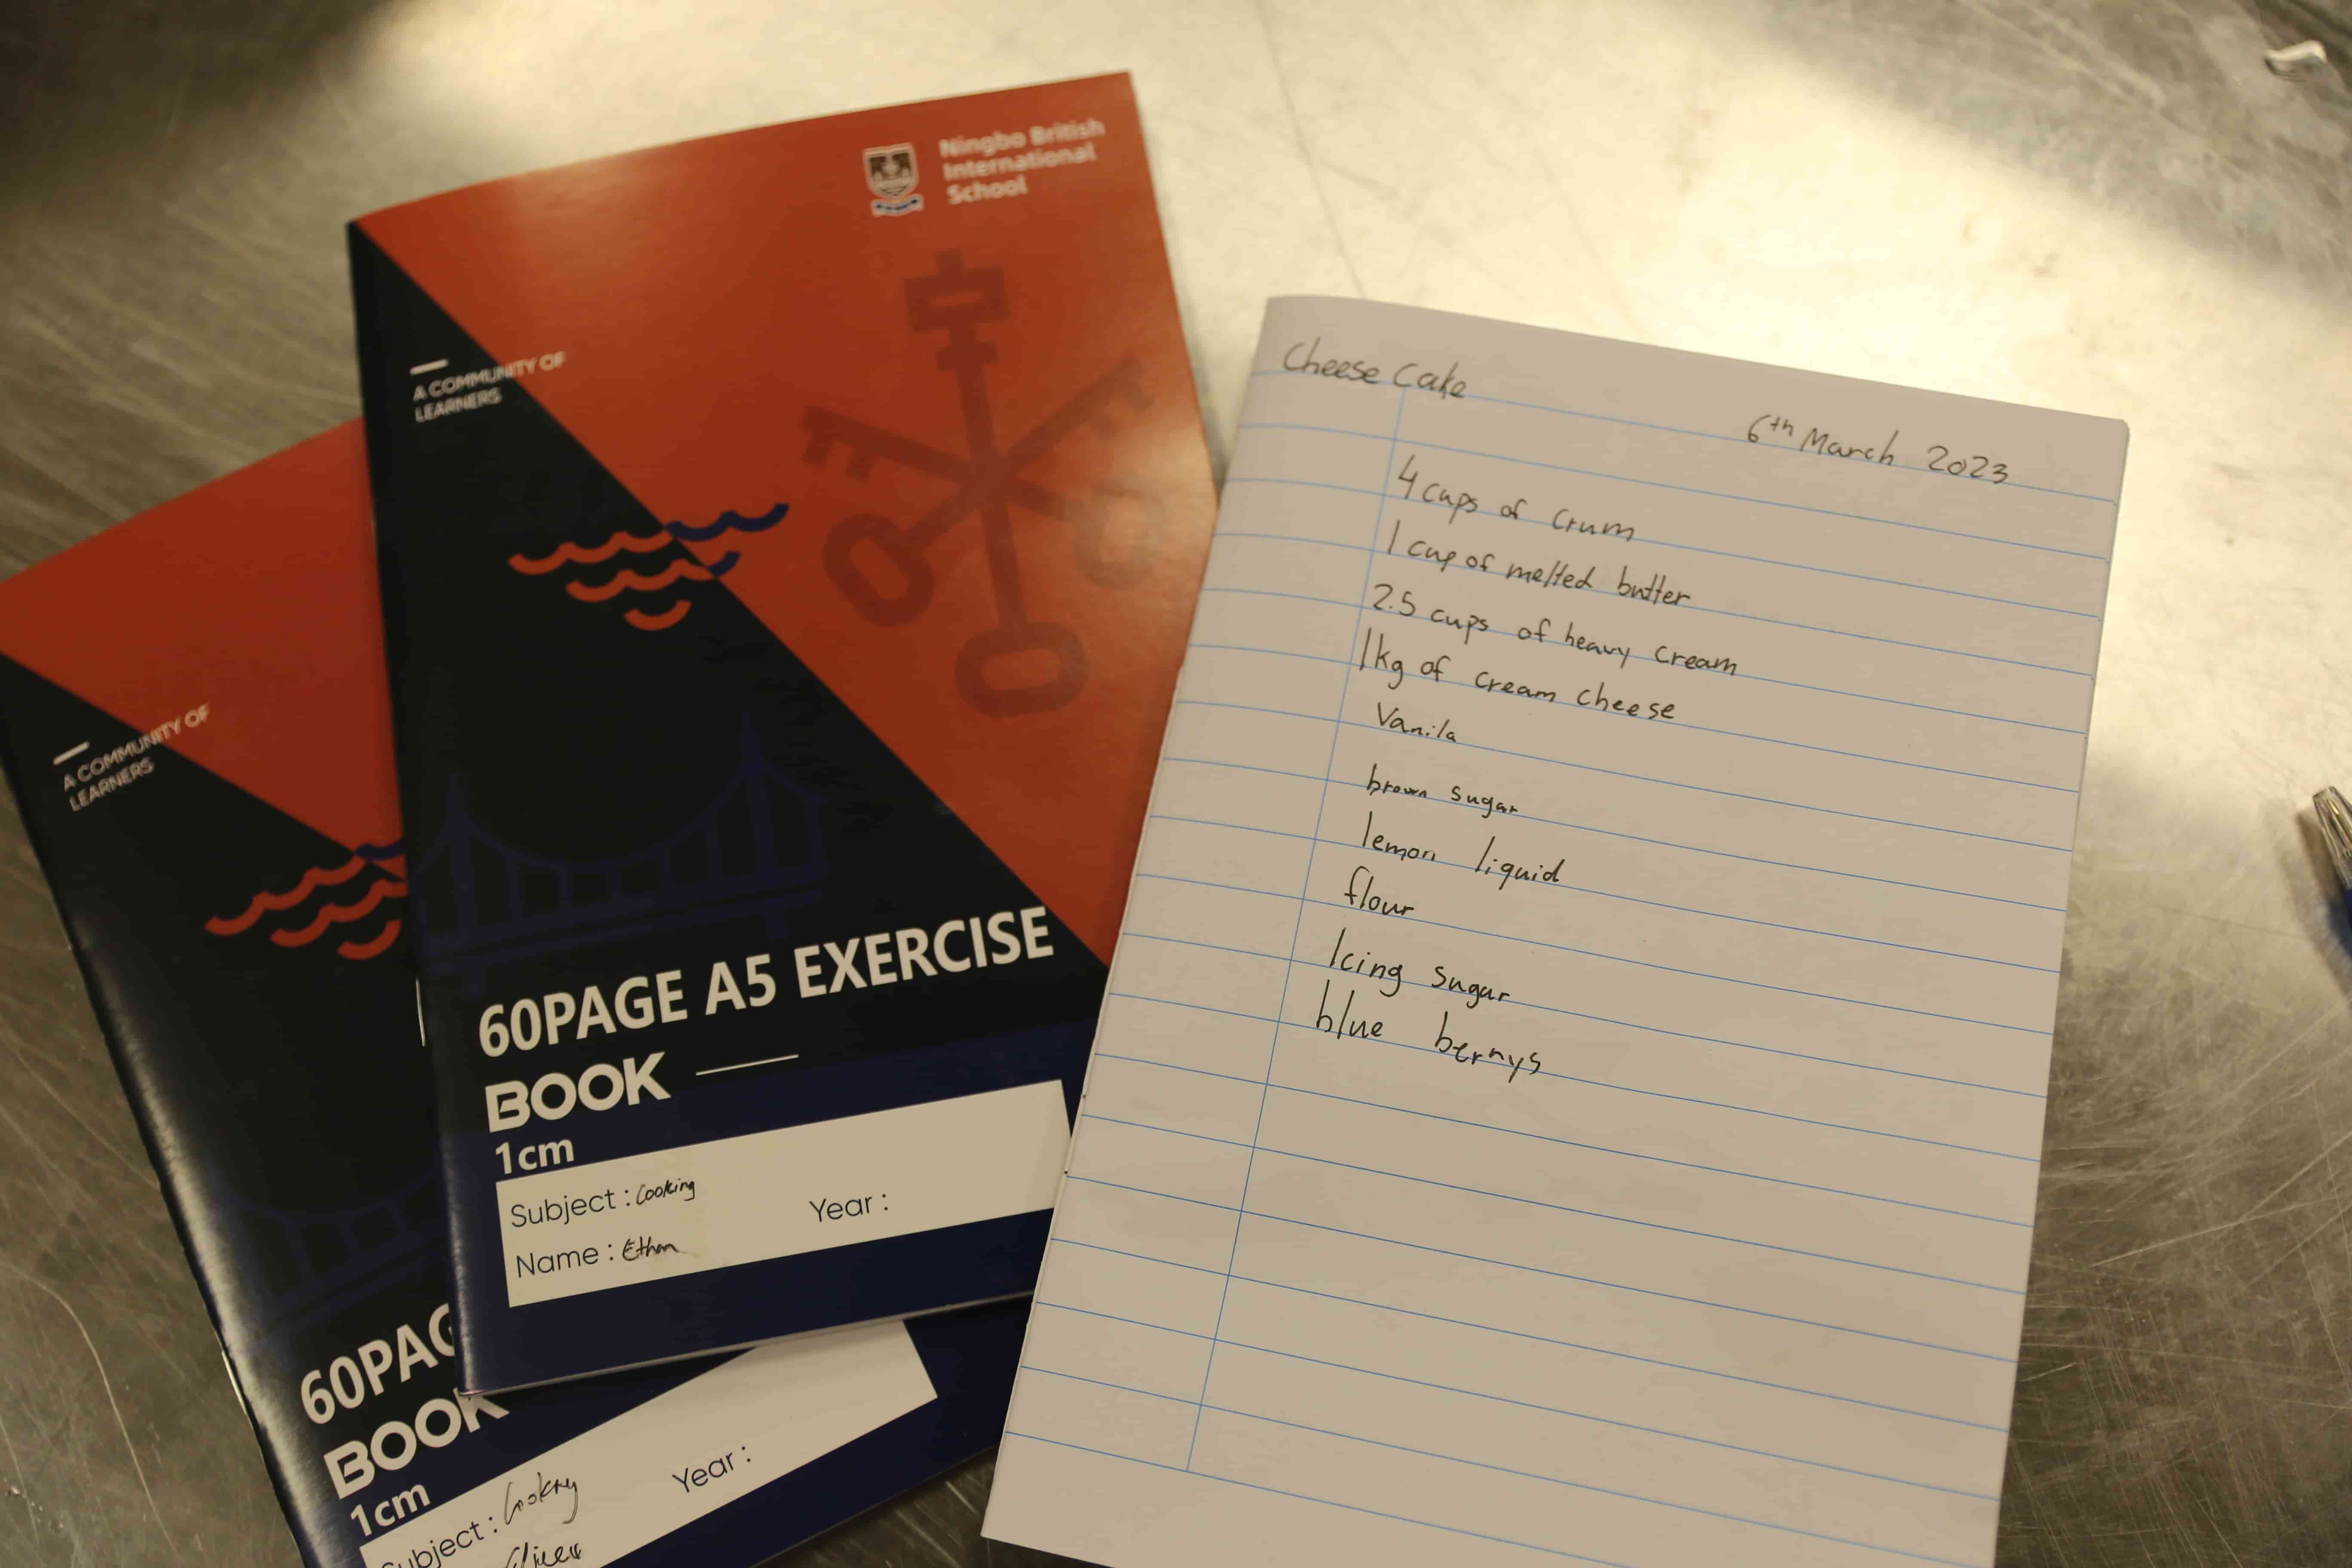 A COMMUNITY OF
LEARNERS
60PAG
BOOK
1cm
Subject :
Year :
Ningbo British
International
School
A COMMUNITY OF
LEARNERS
60PAGE A5 EXERCISE
BOOK
1cm
Subject : Cooking
Year :
Name : Ethan
Cheese Cake
6th March 2023
4 cups of crum
1 cup of melted butter
2.5 cups of heavy cream
1kg of cream cheese
Vanila
brown sugar
lemon liquid
flour
Icing sugar
blue berrys